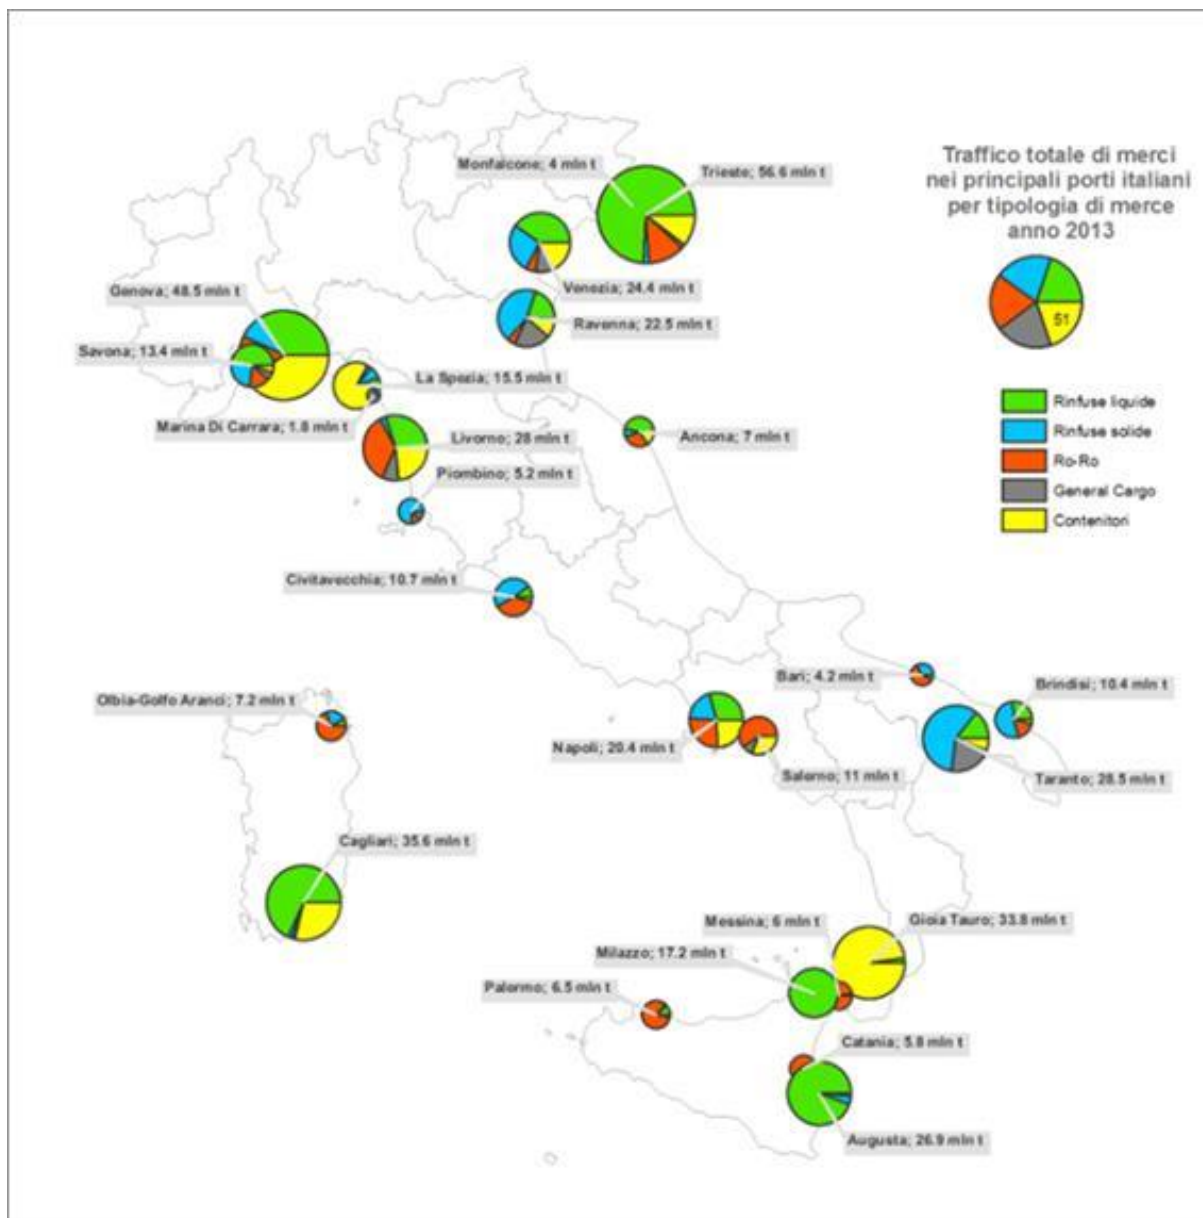 Traffico totale di merci
nei principali porti italiani
per tipologia di merce
anno 2013
51
Rinfuse liquide
Rinfuse solide
Ro-Ro
General Cargo
Contenitori
Monfalcone; 4 mln t
Trieste; 56.6 mln t
Venezia; 24.4 mln t
Genova; 48.5 mln t
Ravenna; 22.5 mln t
Savona; 13.4 mln t
La Spezia; 15.5 mln t
Marina Di Carrara; 1.8 mln t
Livorno; 28 mln t
Ancona; 7 mln t
Piombino; 5.2 mln t
Civitavecchia; 10.7 mln t
Bari; 4.2 mln t
Brindisi; 10.4 mln t
Olbia-Golfo Aranci; 7.2 mln t
Napoli; 20.4 mln t
Salerno; 11 mln t
Taranto; 28.5 mln t
Cagliari; 35.6 mln t
Messina; 6 mln t
Gioia Tauro; 33.8 mln t
Milazzo; 17.2 mln t
Palermo; 6.5 mln t
Catania; 5.8 mln t
Augusta; 26.9 mln t